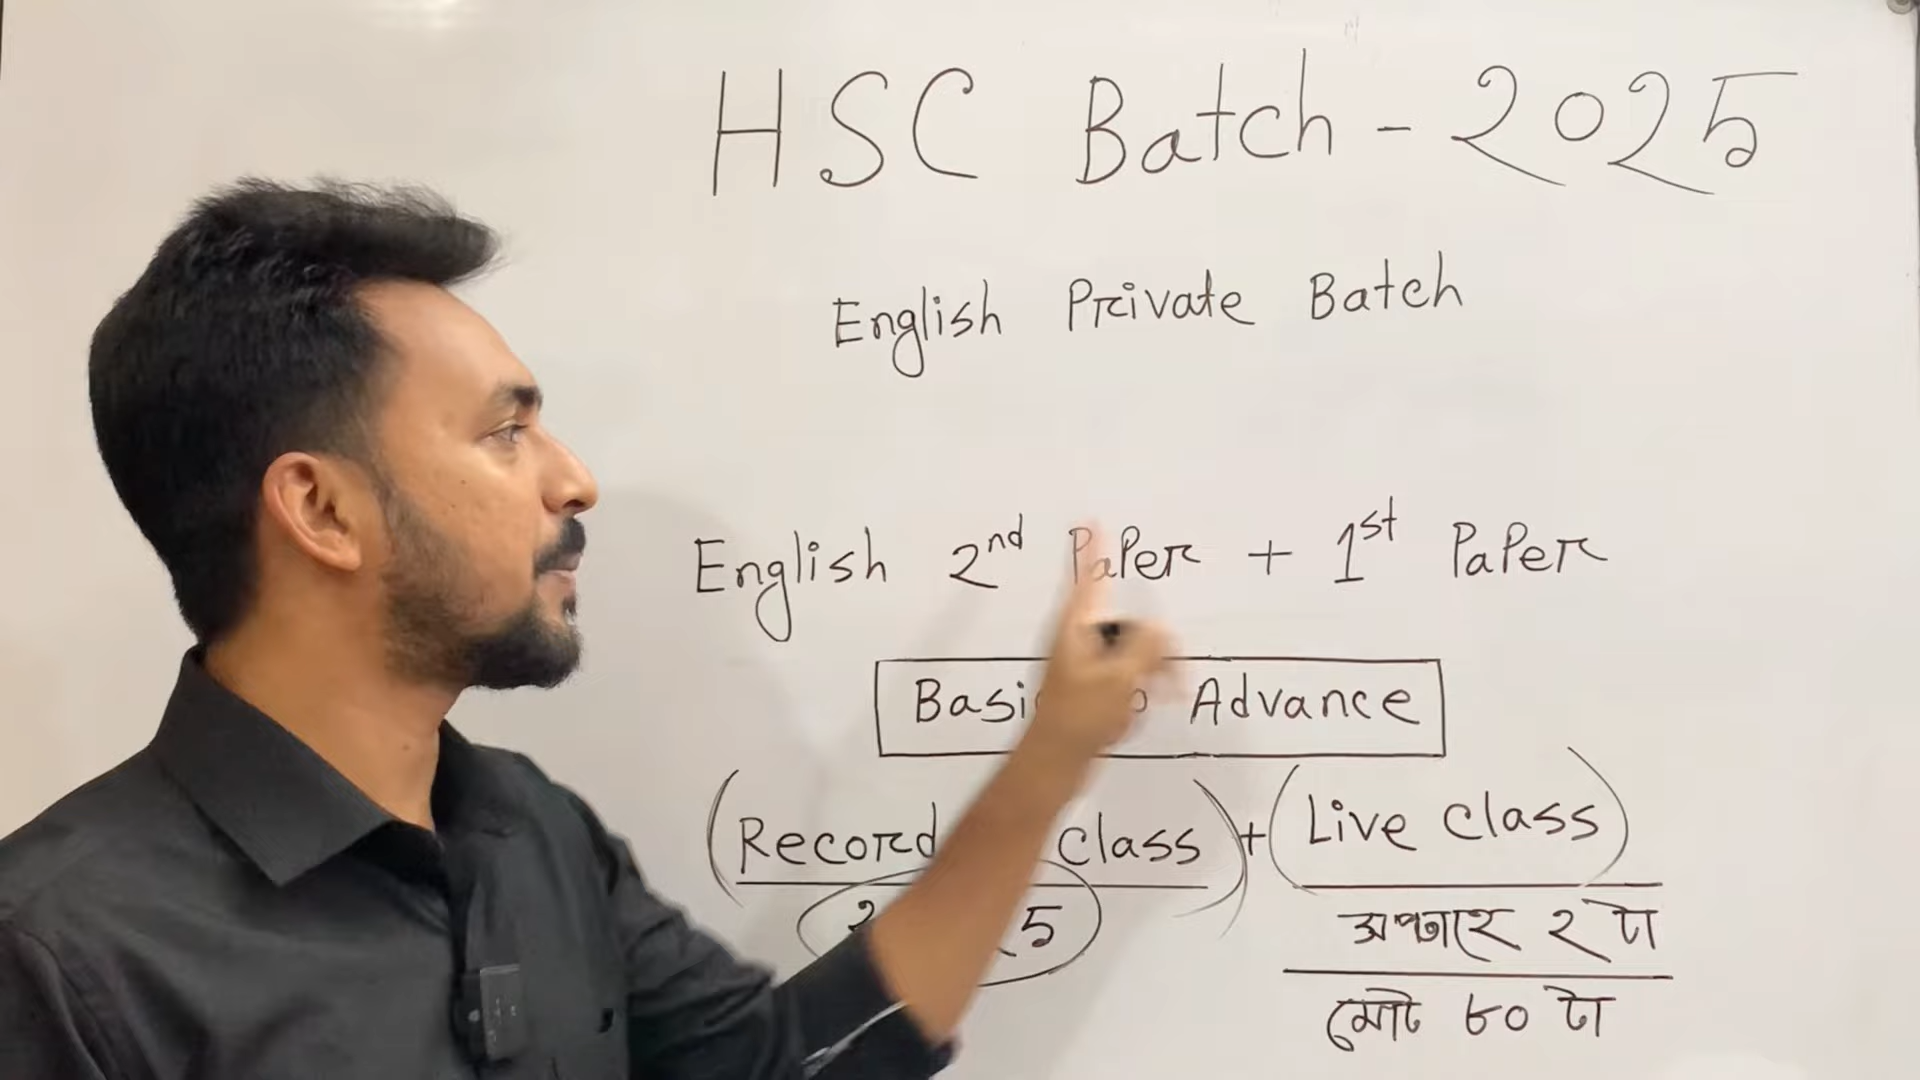 HSC Batch - 2025
English Private Batch
English 2nd Paper + 1st Paper
Advance
(Record class) + (Live class)
5
সপ্তাহে ২ টা
মোট ৮০ টা